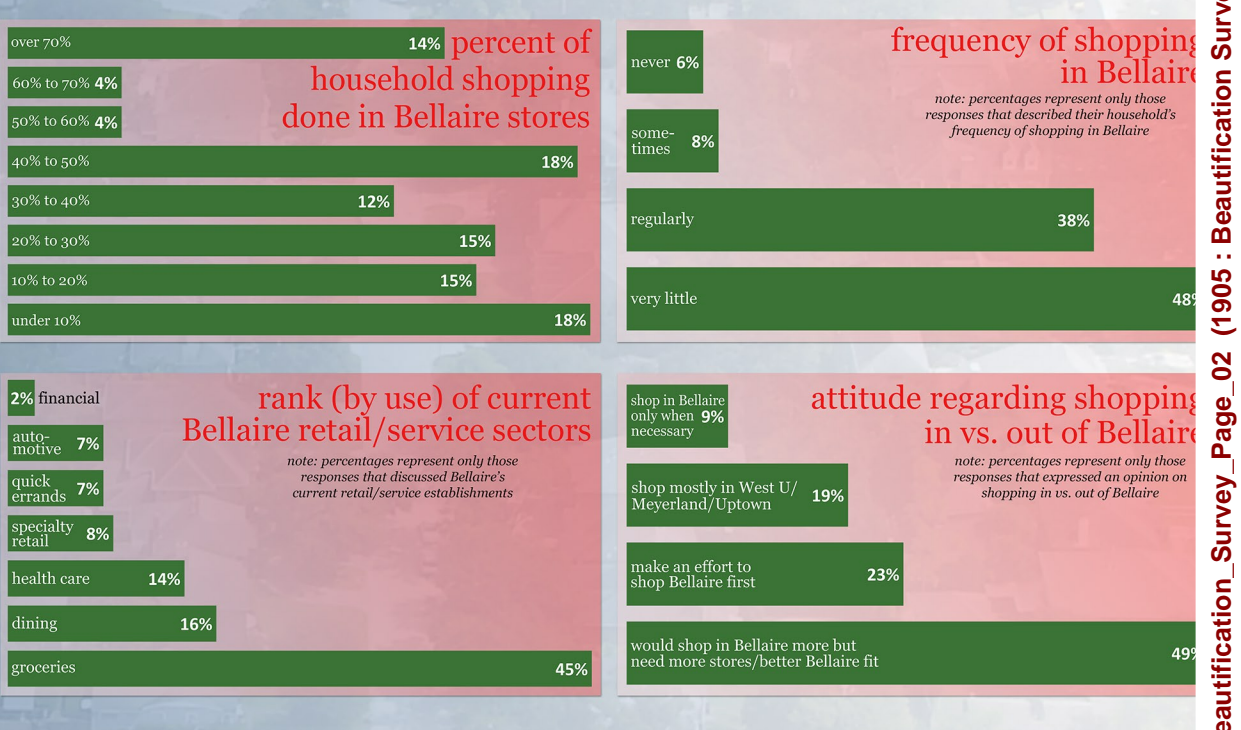 percent of
household shopping
done in Bellaire stores
over 70% 14%
60% to 70% 4%
50% to 60% 4%
40% to 50% 18%
30% to 40% 12%
20% to 30% 15%
10% to 20% 15%
under 10% 18%
frequency of shopping
in Bellaire
note: percentages represent only those
responses that described their household's
frequency of shopping in Bellaire
never 6%
some-
times 8%
regularly 38%
very little 48%
rank (by use) of current
Bellaire retail/service sectors
note: percentages represent only those
responses that discussed Bellaire's
current retail/service establishments
2% financial
auto-
motive 7%
quick
errands 7%
specialty
retail 8%
health care 14%
dining 16%
groceries 45%
attitude regarding shopping
in vs. out of Bellaire
note: percentages represent only those
responses that expressed an opinion on
shopping in vs. out of Bellaire
shop in Bellaire
only when 9%
necessary
shop mostly in West U/
Meyerland/Uptown 19%
make an effort to
shop Bellaire first 23%
would shop in Bellaire more but
need more stores/better Bellaire fit 49%
eautification_Survey_Page_02 (1905 : Beautification Surve